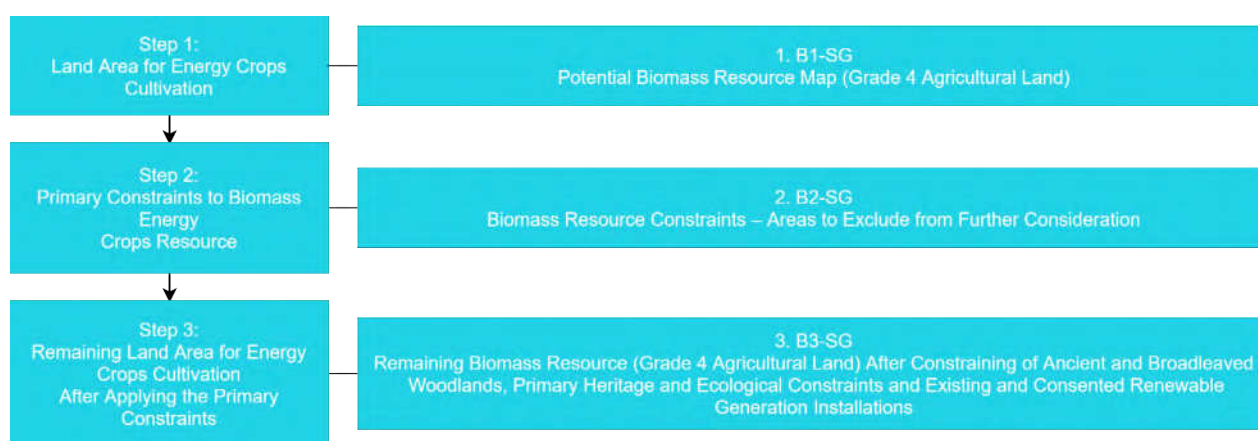 Step 1:
Land Area for Energy Crops
Cultivation
1. B1-SG
Potential Biomass Resource Map (Grade 4 Agricultural Land)
Step 2:
Primary Constraints to Biomass
Energy
Crops Resource
2. B2-SG
Biomass Resource Constraints – Areas to Exclude from Further Consideration
Step 3:
Remaining Land Area for Energy
Crops Cultivation
After Applying the Primary
Constraints
3. B3-SG
Remaining Biomass Resource (Grade 4 Agricultural Land) After Constraining of Ancient and Broadleaved
Woodlands, Primary Heritage and Ecological Constraints and Existing and Consented Renewable
Generation Installations